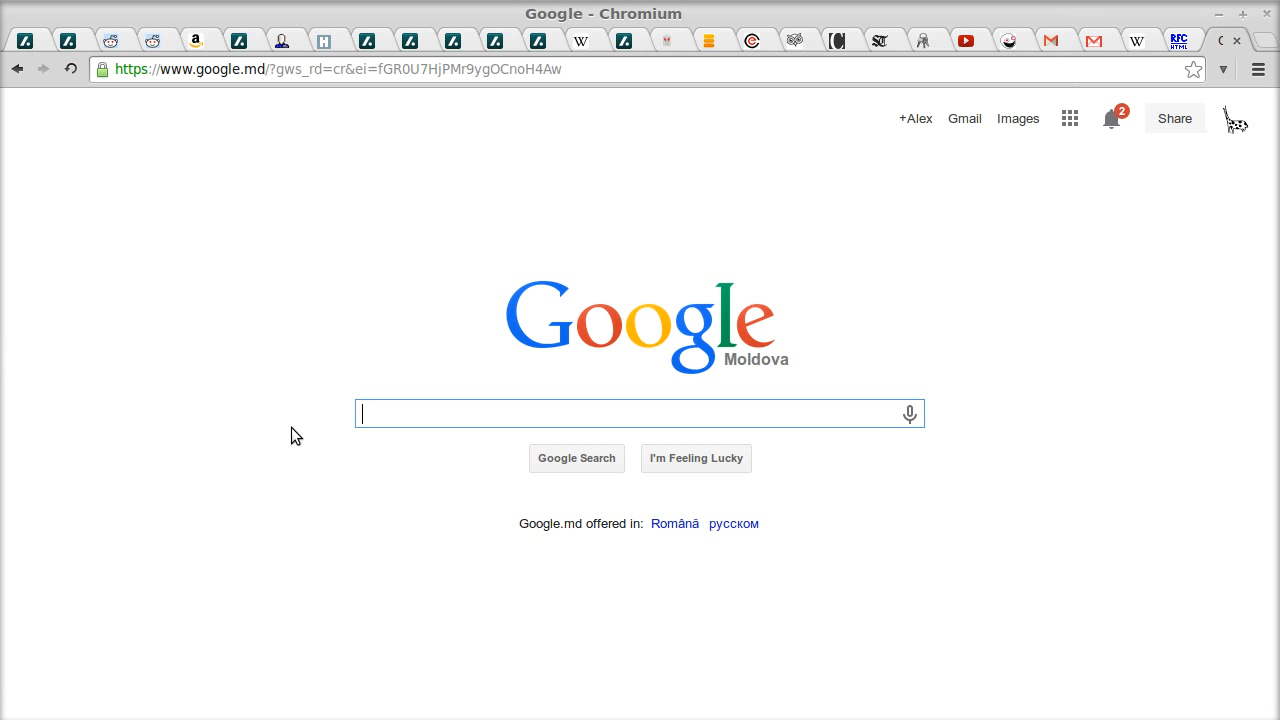 Google - Chromium
https://www.google.md/?gws_rd=cr&ei=fGR0U7HjPMr9ygOCnoH4Aw
+Alex Gmail Images 2 Share
Google
Moldova
Google Search I'm Feeling Lucky
Google.md offered in: Română русском